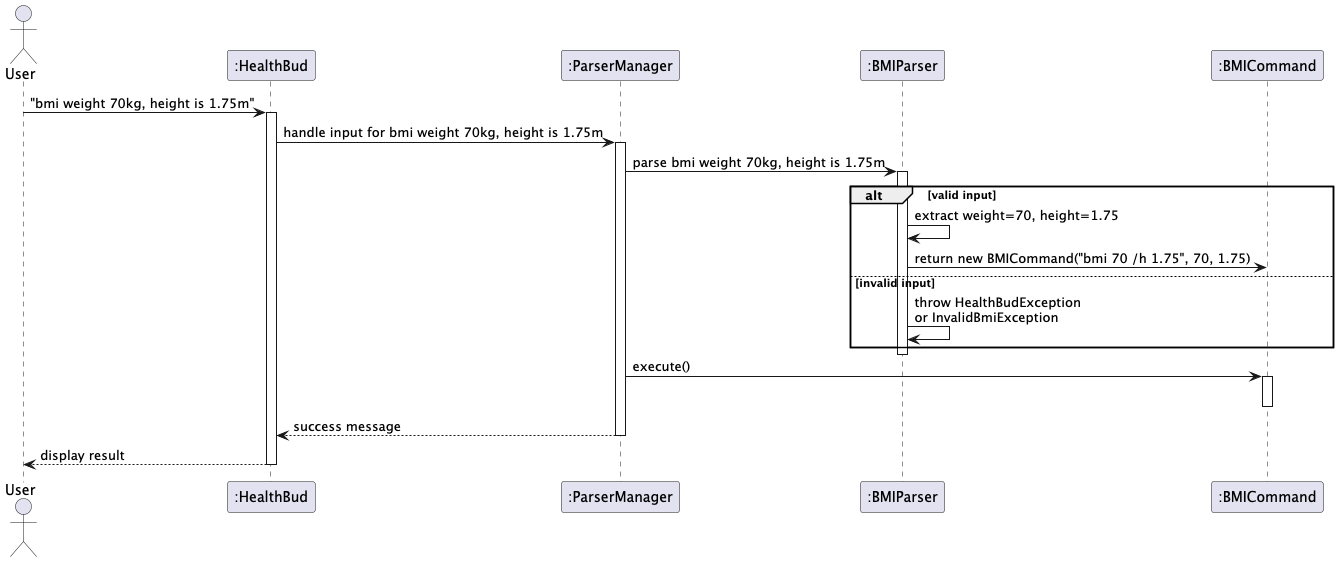 User
:HealthBud
:ParserManager
:BMIParser
:BMICommand
"bmi weight 70kg, height is 1.75m"
handle input for bmi weight 70kg, height is 1.75m
parse bmi weight 70kg, height is 1.75m
alt
[valid input]
extract weight=70, height=1.75
return new BMICommand("bmi 70 /h 1.75", 70, 1.75)
[invalid input]
throw HealthBudException
or InvalidBmiException
execute()
success message
display result
User
:HealthBud
:ParserManager
:BMIParser
:BMICommand